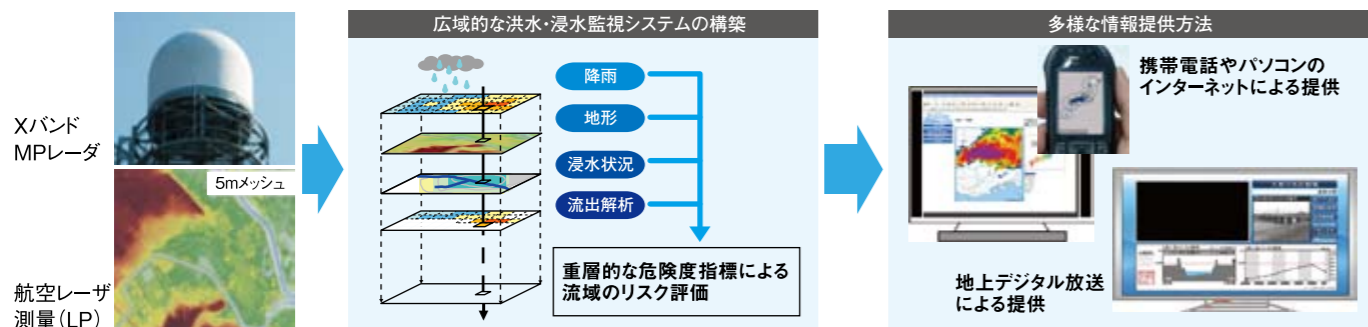 Xバンド
MPレーダ
5mメッシュ
航空レーザ
測量(LP)
広域的な洪水・浸水監視システムの構築
降雨
地形
浸水状況
流出解析
重層的な危険度指標による
流域のリスク評価
多様な情報提供方法
携帯電話やパソコンの
インターネットによる提供
地上デジタル放送
による提供